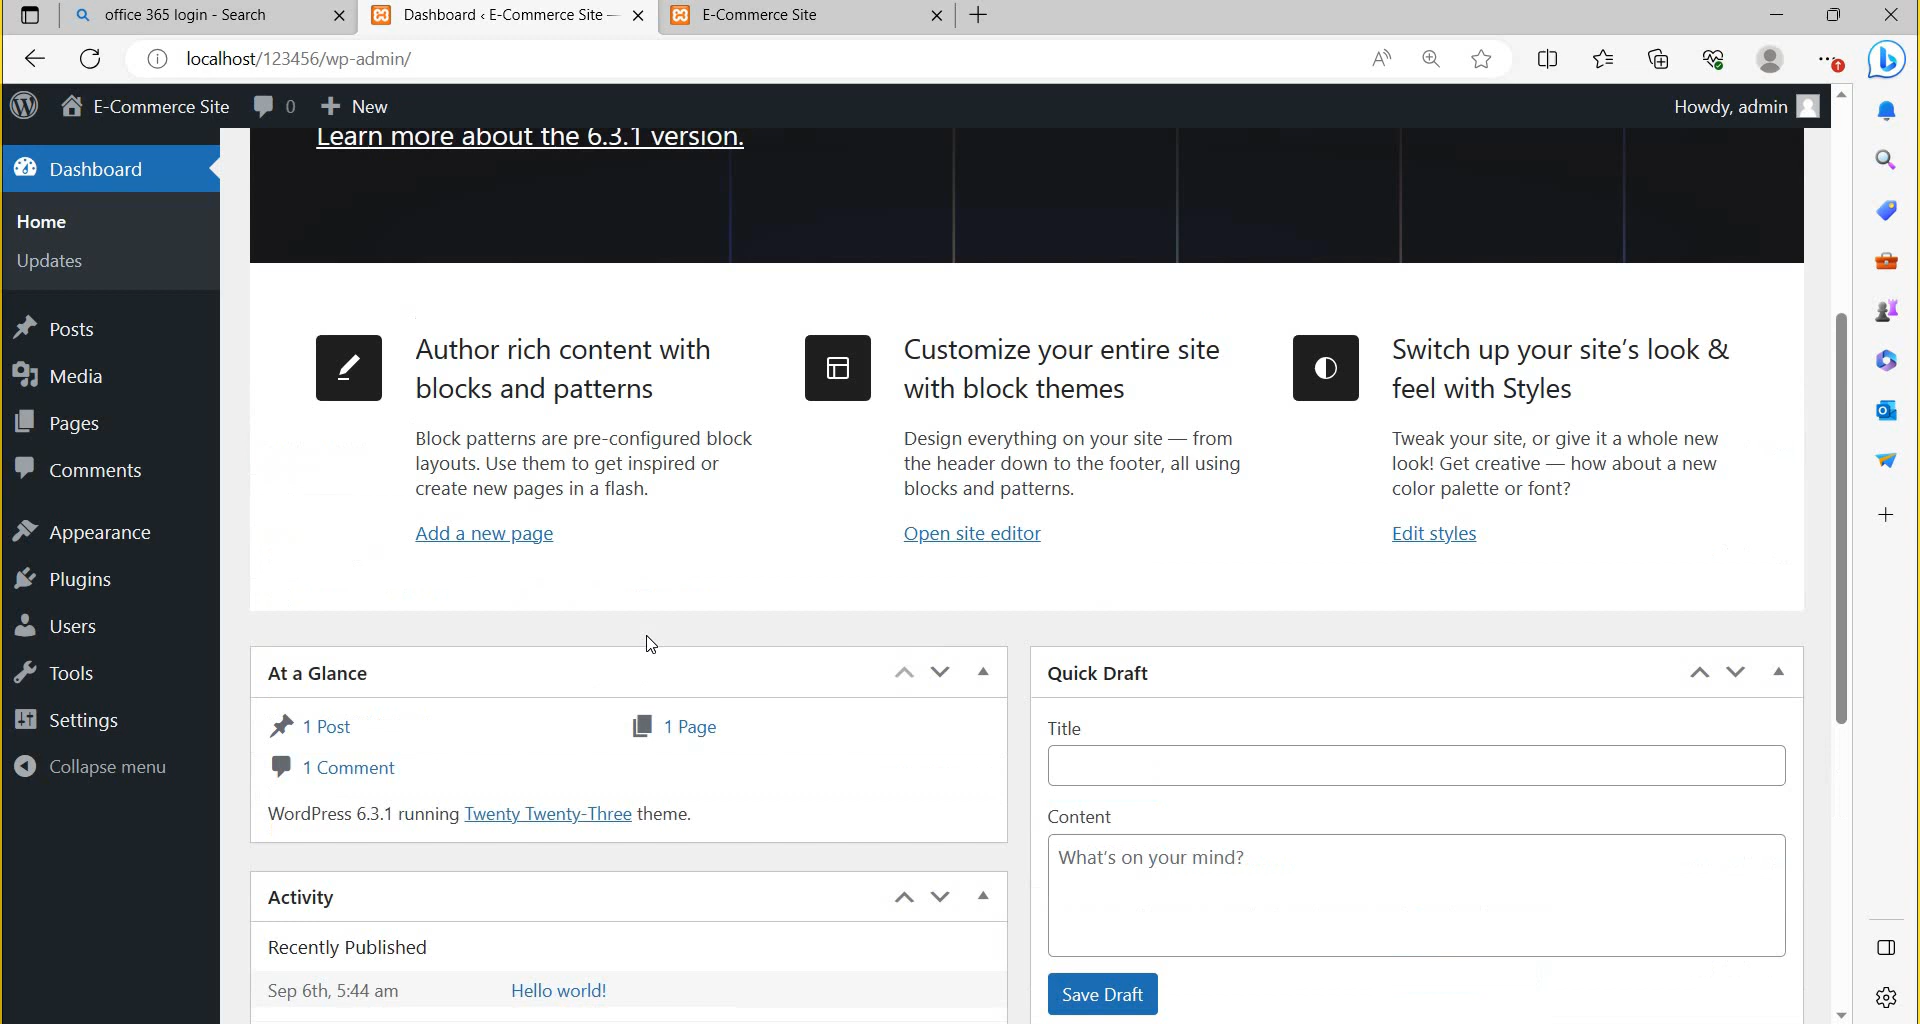 office 365 login - Search
Dashboard ‹ E-Commerce Site —
E-Commerce Site
localhost/123456/wp-admin/
E-Commerce Site
0
New
Howdy, admin
Dashboard
Home
Updates
Posts
Media
Pages
Comments
Appearance
Plugins
Users
Tools
Settings
Collapse menu
Learn more about the 6.3.1 version.
Author rich content with
blocks and patterns
Block patterns are pre-configured block
layouts. Use them to get inspired or
create new pages in a flash.
Add a new page
Customize your entire site
with block themes
Design everything on your site — from
the header down to the footer, all using
blocks and patterns.
Open site editor
Switch up your site's look &
feel with Styles
Tweak your site, or give it a whole new
look! Get creative — how about a new
color palette or font?
Edit styles
At a Glance
1 Post
1 Page
1 Comment
WordPress 6.3.1 running Twenty Twenty-Three theme.
Activity
Recently Published
Sep 6th, 5:44 am
Hello world!
Quick Draft
Title
Content
What's on your mind?
Save Draft